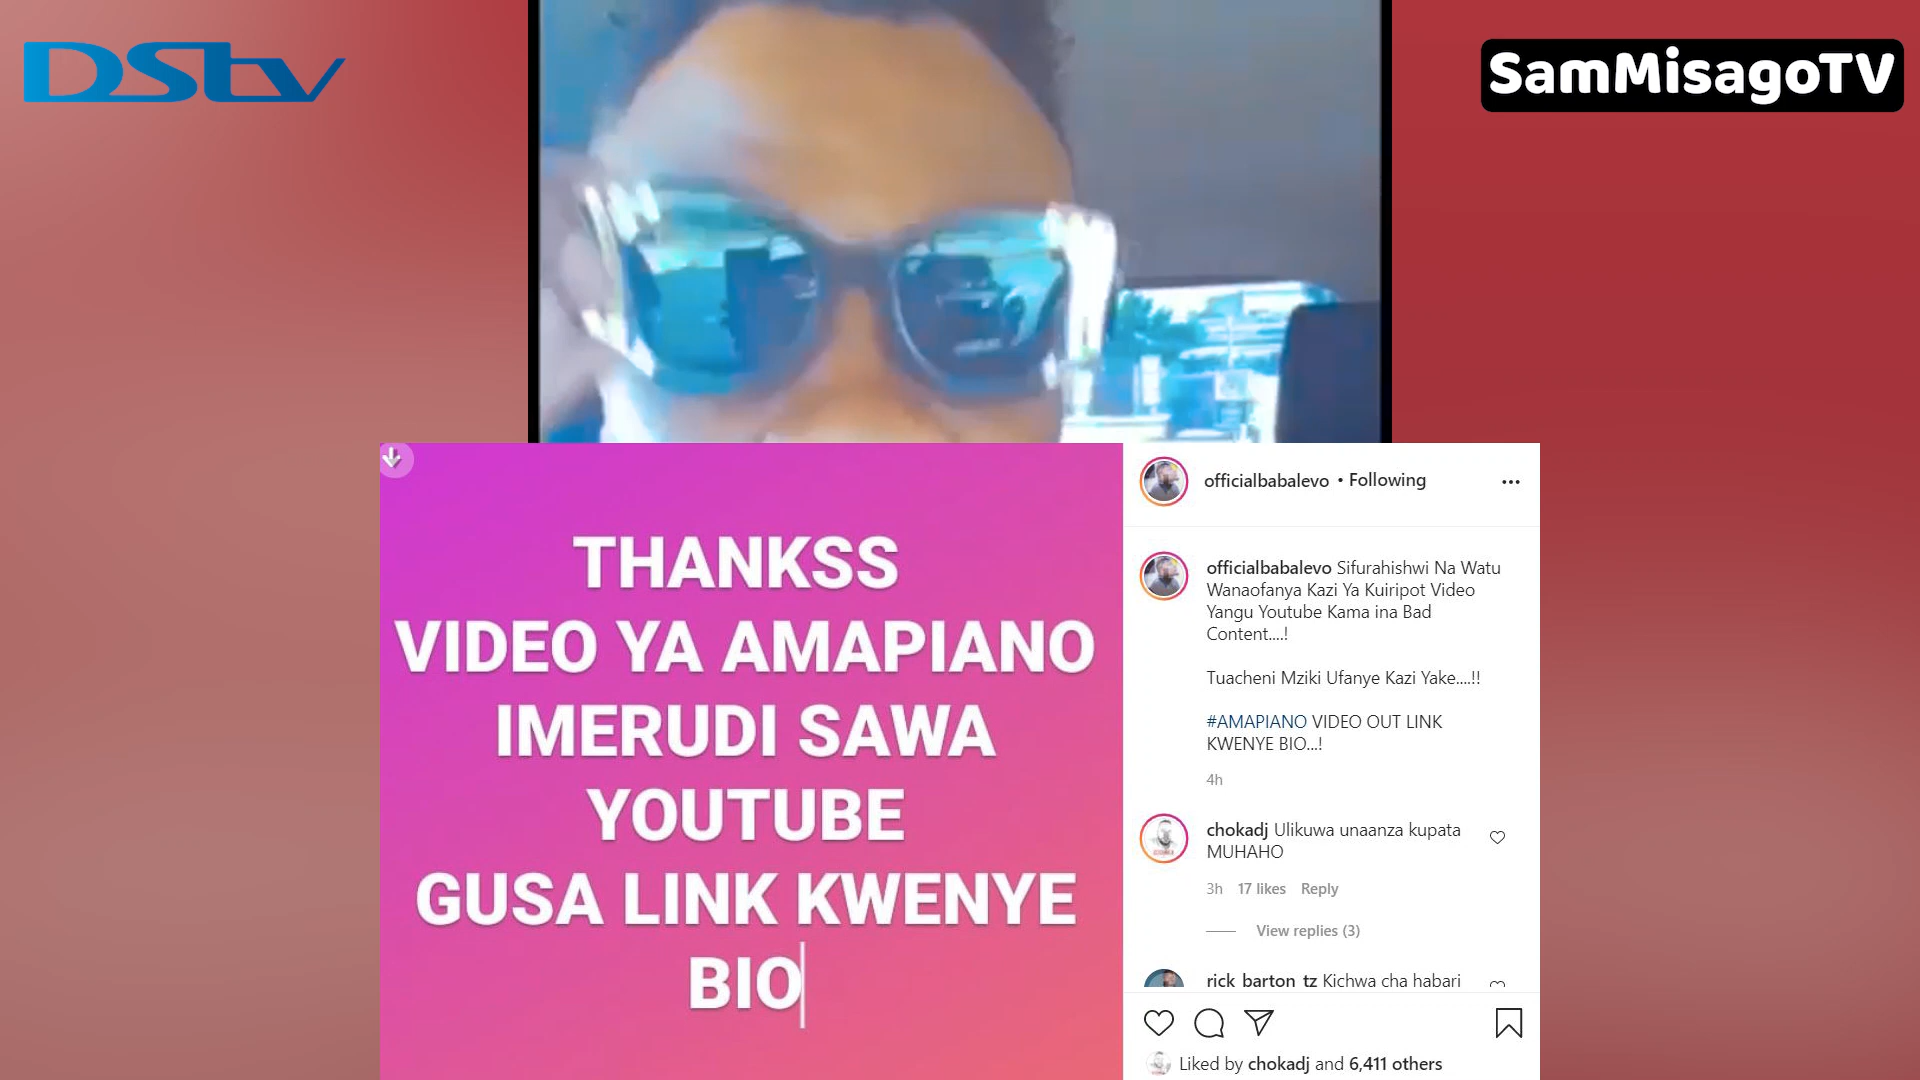 DStv
SamMisagoTV
THANKSS
VIDEO YA AMAPIANO
IMERUDI SAWA
YOUTUBE
GUSA LINK KWENYE
BIO
officialbabalevo • Following
officialbabalevo Sifurahishwi Na Watu
Wanaofanya Kazi Ya Kuiripot Video
Yangu Youtube Kama ina Bad
Content....!
Tuacheni Mziki Ufanye Kazi Yake....!!
#AMAPIANO VIDEO OUT LINK
KWENYE BIO...!
4h
chokadj Ulikuwa unaanza kupata
MUHAHO
3h 17 likes Reply
View replies (3)
rick_barton_tz Kichwa cha habari
Liked by chokadj and 6,411 others